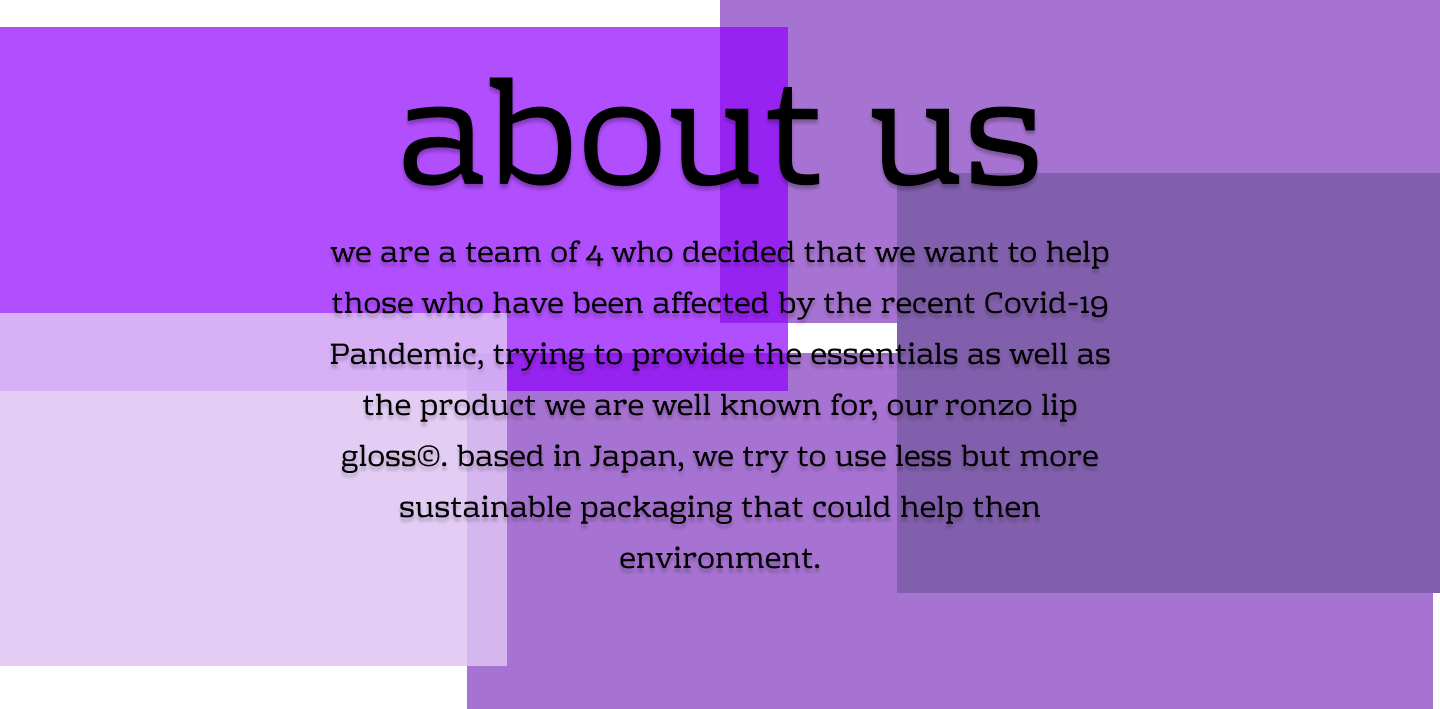 about us
we are a team of 4 who decided that we want to help
those who have been affected by the recent Covid-19
Pandemic, trying to provide the essentials as well as
the product we are well known for, our ronzo lip
gloss©. based in Japan, we try to use less but more
sustainable packaging that could help then
environment.